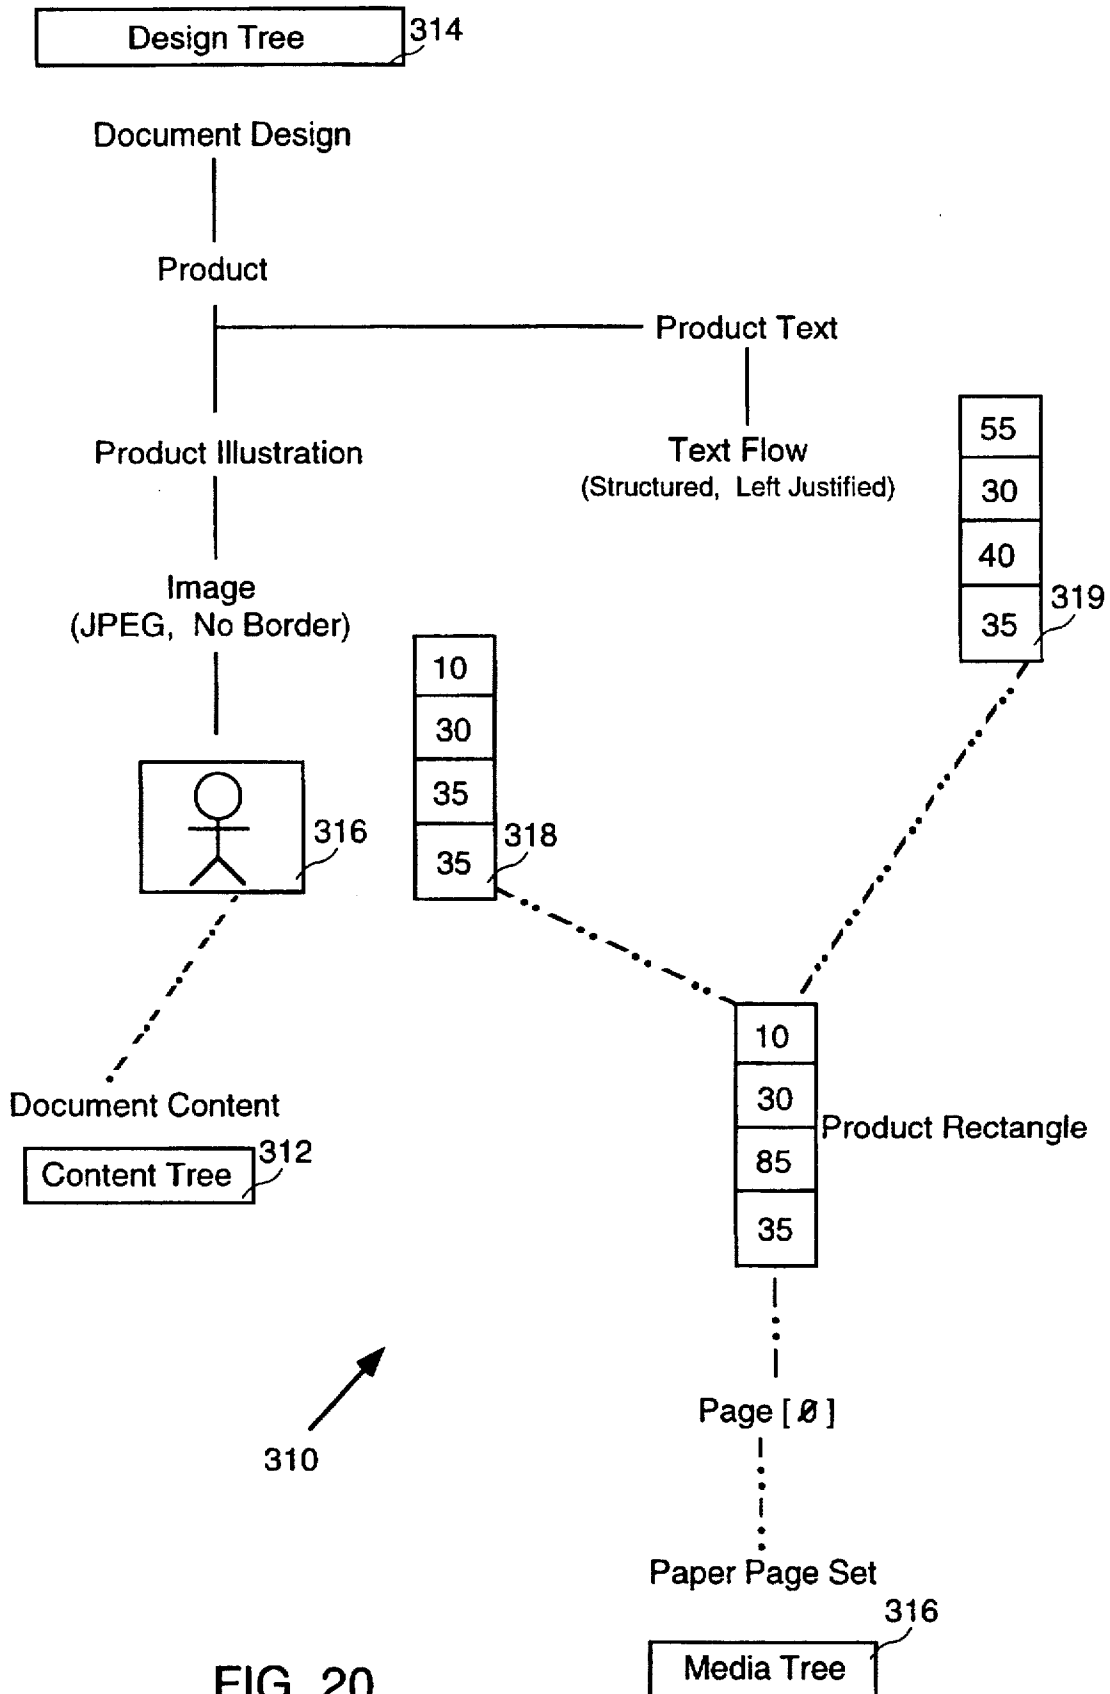 Design Tree
314
Document Design
Product
Product Text
Product Illustration
Text Flow
(Structured, Left Justified)
55
30
40
35
319
Image
(JPEG, No Border)
10
30
35
35
318
316
Document Content
Content Tree
312
10
30
85
35
Product Rectangle
310
Page [ Ø ]
Paper Page Set
316
Media Tree
FIG. 20